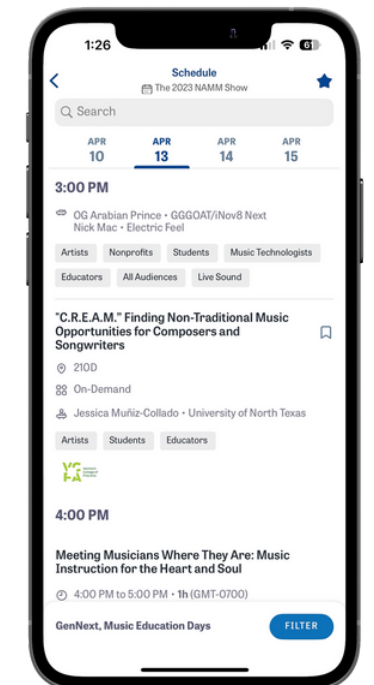 1:26
61
Schedule
The 2023 NAMM Show
Search
APR APR APR APR
10 13 14 15
3:00 PM
OG Arabian Prince • GGGOAT/iNov8 Next
Nick Mac • Electric Feel
Artists Nonprofits Students Music Technologists
Educators All Audiences Live Sound
"C.R.E.A.M." Finding Non-Traditional Music
Opportunities for Composers and
Songwriters
210D
On-Demand
Jessica Muñiz-Collado • University of North Texas
Artists Students Educators
4:00 PM
Meeting Musicians Where They Are: Music
Instruction for the Heart and Soul
4:00 PM to 5:00 PM • 1h (GMT-0700)
GenNext, Music Education Days FILTER